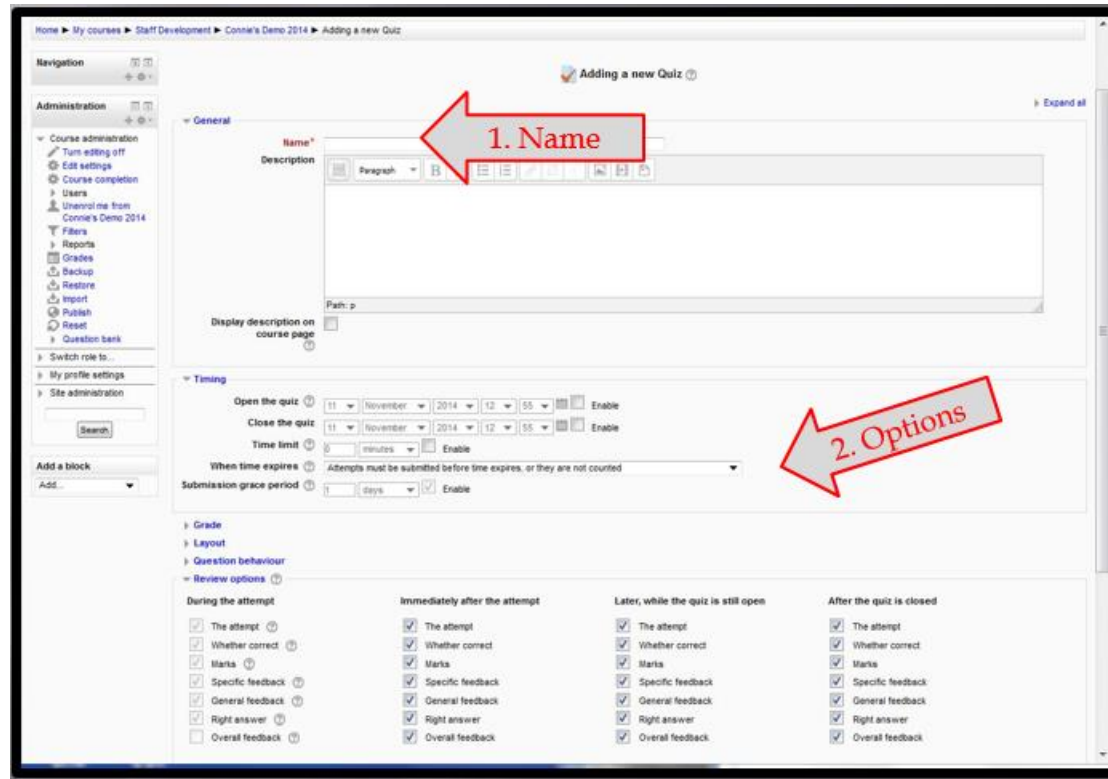 Home ► My courses ► Staff Development ► Connie's Demo 2014 ► Adding a new Quiz
Navigation
Administration
Course administration
Turn editing off
Edit settings
Course completion
Users
Unenrol me from
Connie's Demo 2014
Filters
Reports
Grades
Backup
Restore
Import
Publish
Reset
Question bank
Switch role to...
My profile settings
Site administration
Search
Add a block
Add...
Adding a new Quiz
Expand all
General
Name*
1. Name
Description
Paragraph B
Path: p
Display description on
course page
Timing
Open the quiz 11 November 2014 12 55 Enable
Close the quiz 11 November 2014 12 55 Enable
Time limit 0 minutes Enable
When time expires Attempts must be submitted before time expires, or they are not counted
Submission grace period 1 days Enable
2. Options
Grade
Layout
Question behaviour
Review options
During the attempt Immediately after the attempt Later, while the quiz is still open After the quiz is closed
The attempt The attempt The attempt The attempt
Whether correct Whether correct Whether correct Whether correct
Marks Marks Marks Marks
Specific feedback Specific feedback Specific feedback Specific feedback
General feedback General feedback General feedback General feedback
Right answer Right answer Right answer Right answer
Overall feedback Overall feedback Overall feedback Overall feedback